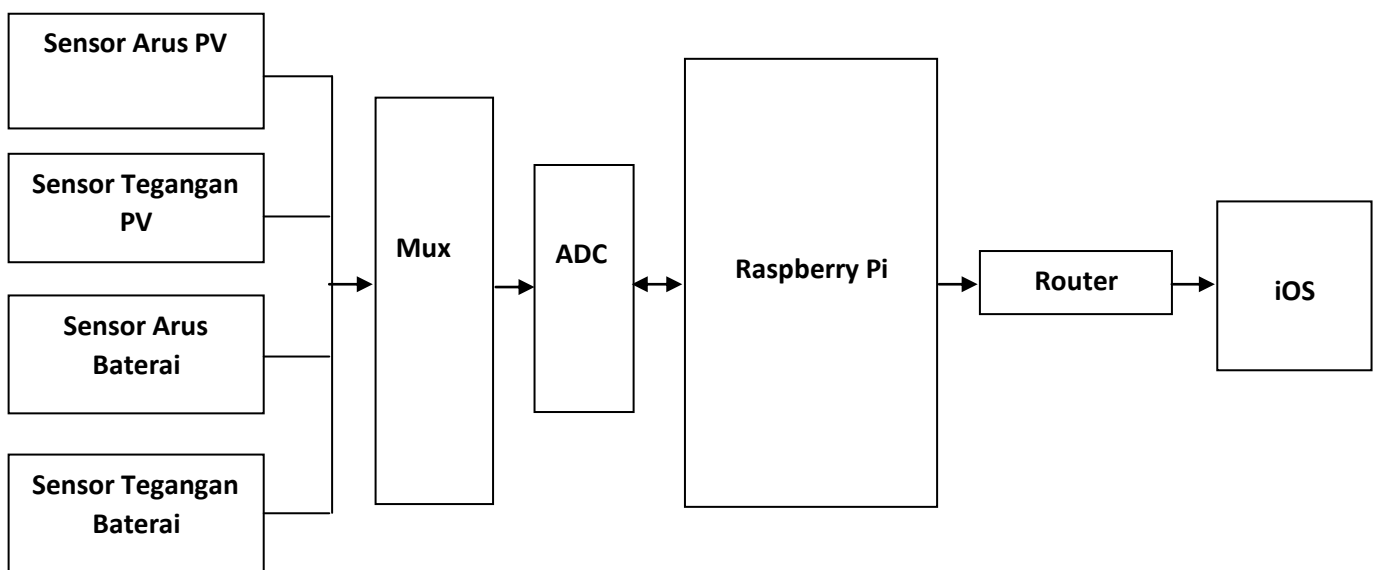 Sensor Arus PV
Sensor Tegangan
PV
Sensor Arus
Baterai
Sensor Tegangan
Baterai
Mux
ADC
Raspberry Pi
Router
iOS